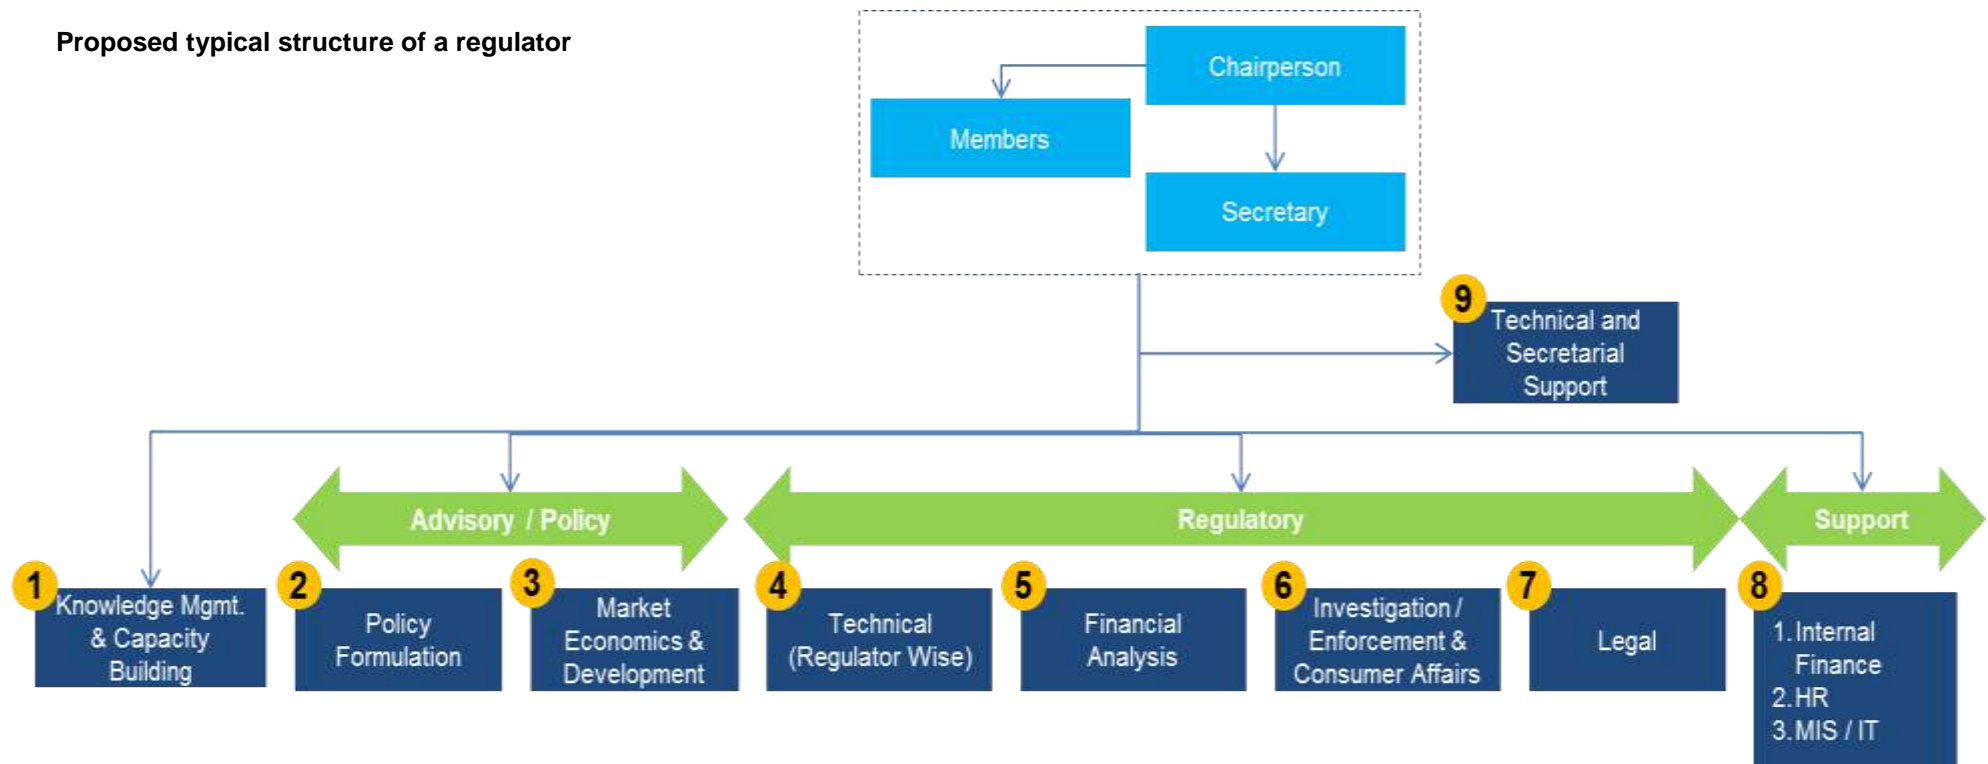 Proposed typical structure of a regulator
Chairperson
Members
Secretary
9
Technical and
Secretarial
Support
Advisory / Policy
Regulatory
Support
1
Knowledge Mgmt.
& Capacity
Building
2
Policy
Formulation
3
Market
Economics &
Development
4
Technical
(Regulator Wise)
5
Financial
Analysis
6
Investigation /
Enforcement &
Consumer Affairs
7
Legal
8
1. Internal
Finance
2. HR
3. MIS / IT